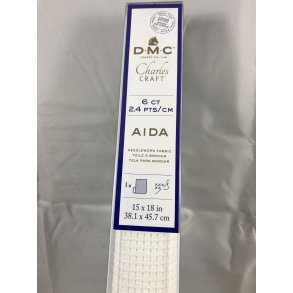 D·M·C
Charles
CRAFT®
6 CT
2.4 PTS/CM
AIDA
NEEDLEWORK FABRIC
TOILE À BRODER
TELA PARA BORDAR
1x
15 x 18 in
38.1 x 45.7 cm